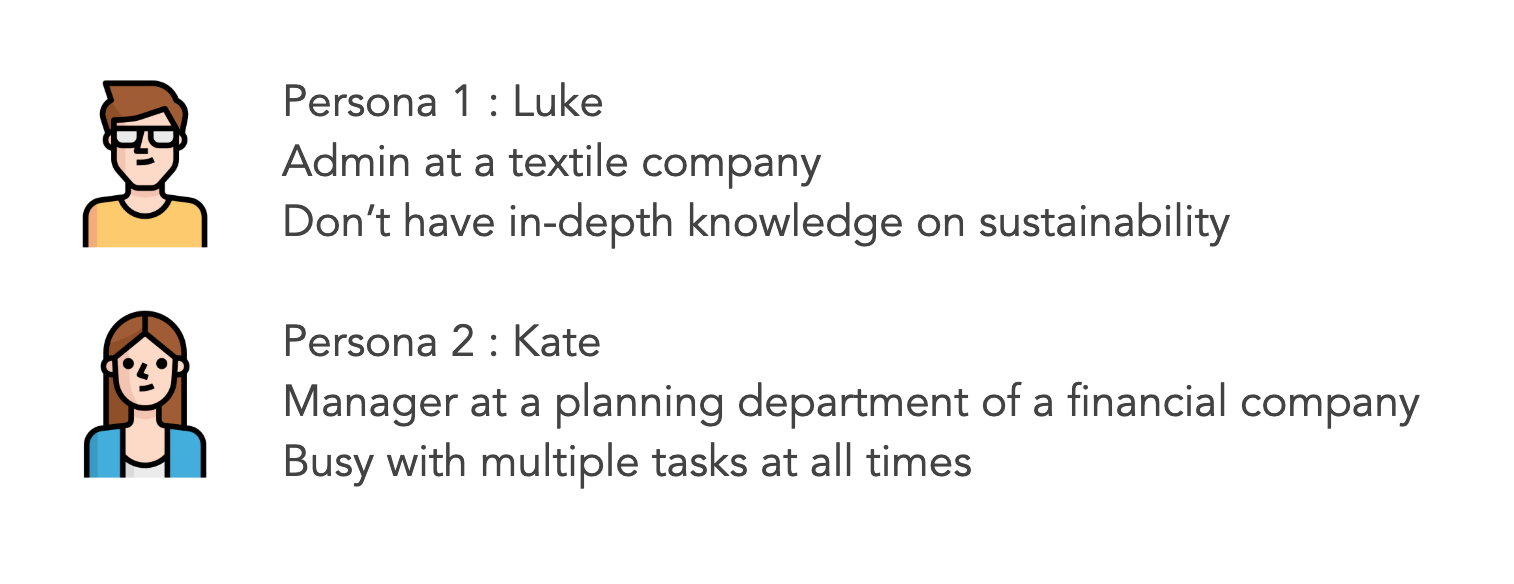 Persona 1 : Luke
Admin at a textile company
Don’t have in-depth knowledge on sustainability
Persona 2 : Kate
Manager at a planning department of a financial company
Busy with multiple tasks at all times